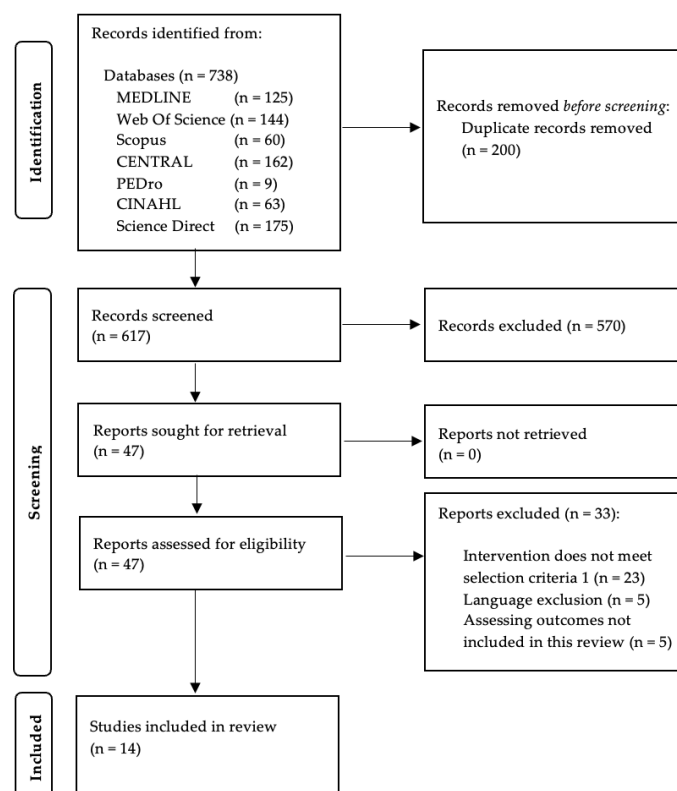 Identification
Records identified from:
Databases (n = 738)
MEDLINE (n = 125)
Web Of Science (n = 144)
Scopus (n = 60)
CENTRAL (n = 162)
PEDro (n = 9)
CINAHL (n = 63)
Science Direct (n = 175)
Records removed before screening:
Duplicate records removed
(n = 200)
Screening
Records screened
(n = 617)
Records excluded (n = 570)
Reports sought for retrieval
(n = 47)
Reports not retrieved
(n = 0)
Reports assessed for eligibility
(n = 47)
Reports excluded (n = 33):
Intervention does not meet
selection criteria 1 (n = 23)
Language exclusion (n = 5)
Assessing outcomes not
included in this review (n = 5)
Included
Studies included in review
(n = 14)